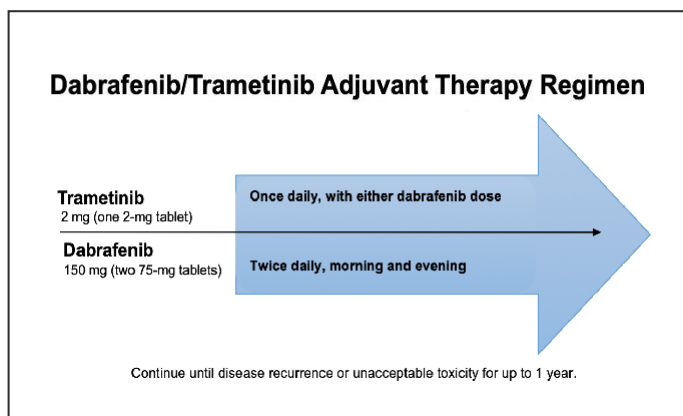 Dabrafenib/Trametinib Adjuvant Therapy Regimen
Trametinib
2 mg (one 2-mg tablet)
Once daily, with either dabrafenib dose
Dabrafenib
150 mg (two 75-mg tablets)
Twice daily, morning and evening
Continue until disease recurrence or unacceptable toxicity for up to 1 year.